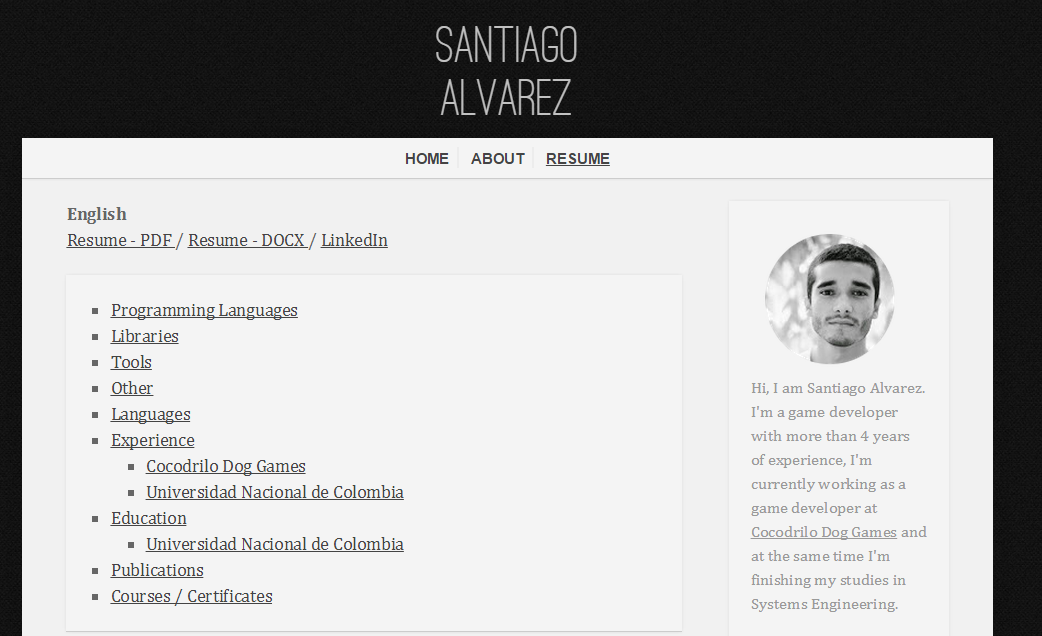 SANTIAGO
ALVAREZ
HOME ABOUT RESUME
English
Resume - PDF / Resume - DOCX / LinkedIn
Programming Languages
Libraries
Tools
Other
Languages
Experience
Cocodrilo Dog Games
Universidad Nacional de Colombia
Education
Universidad Nacional de Colombia
Publications
Courses / Certificates
Hi, I am Santiago Alvarez.
I'm a game developer
with more than 4 years
of experience, I'm
currently working as a
game developer at
Cocodrilo Dog Games and
at the same time I'm
finishing my studies in
Systems Engineering.